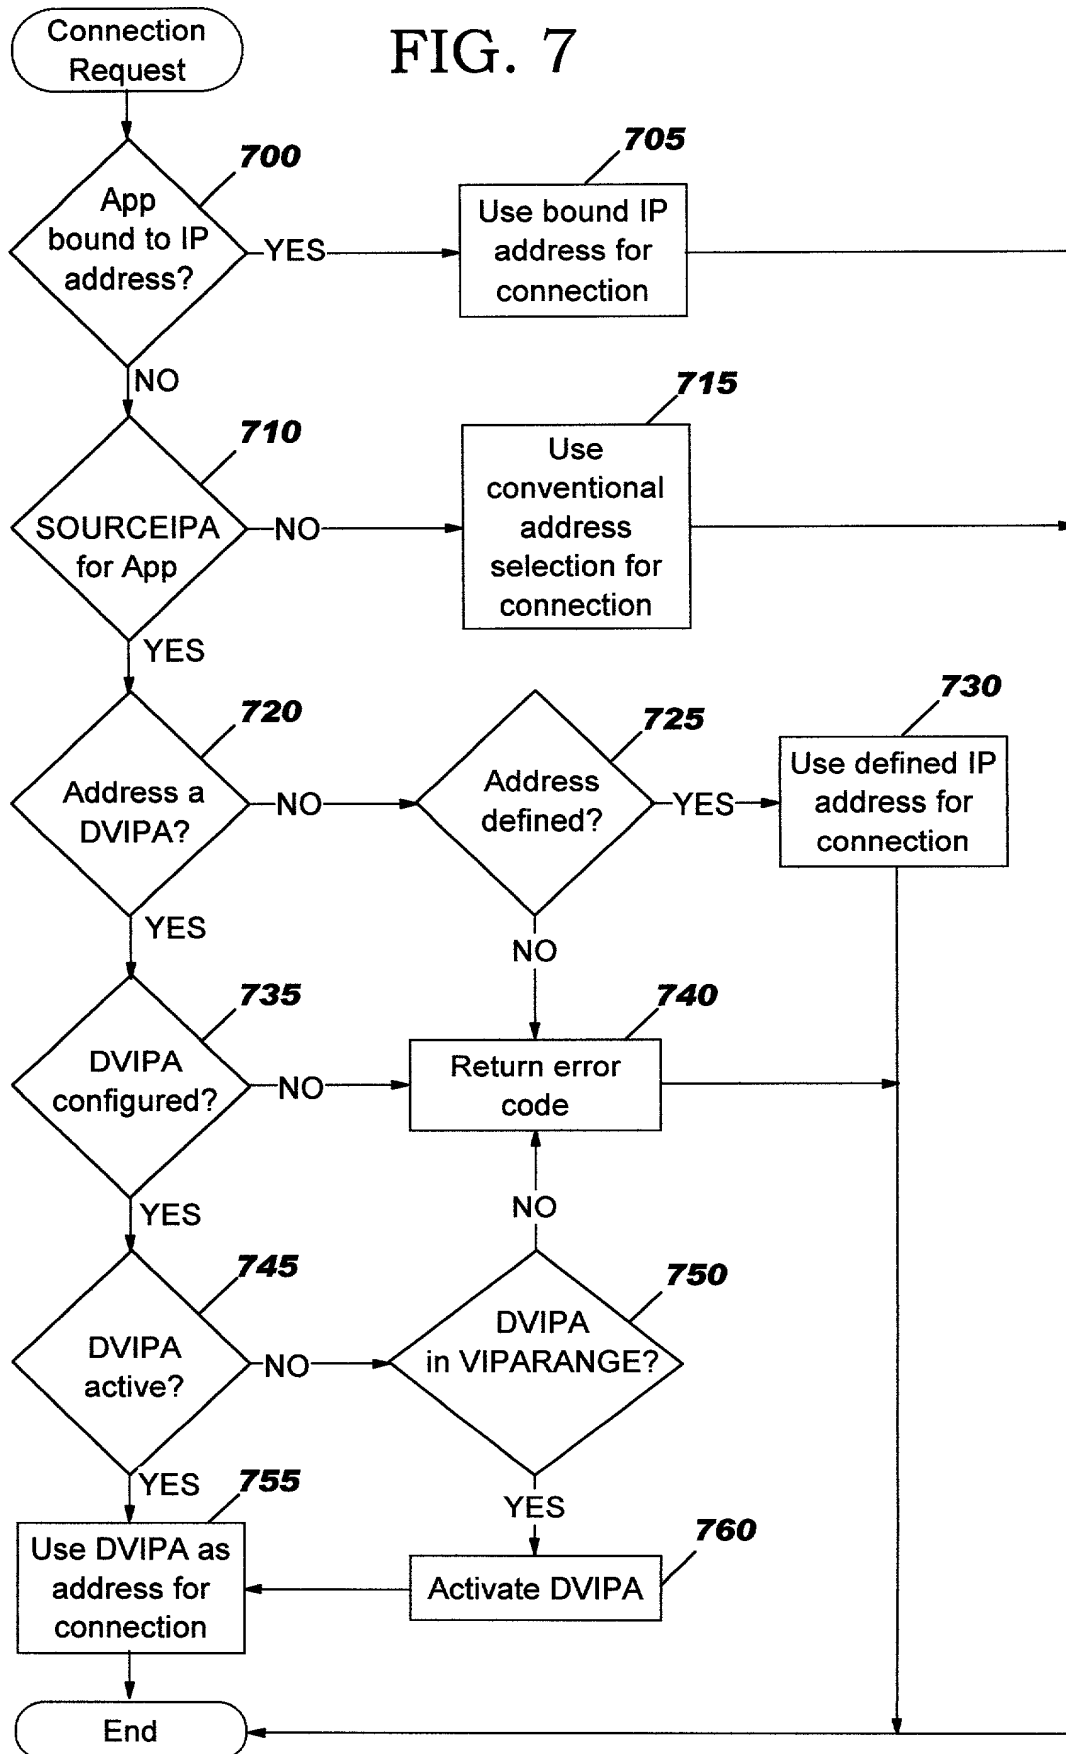 Connection
Request
FIG. 7
700
705
App
bound to IP
address?
YES
Use bound IP
address for
connection
NO
710
715
SOURCEIPA
for App
NO
Use
conventional
address
selection for
connection
YES
720
725
730
Address a
DVIPA?
NO
Address
defined?
YES
Use defined IP
address for
connection
YES
NO
735
740
DVIPA
configured?
NO
Return error
code
YES
NO
745
750
DVIPA
active?
NO
DVIPA
in VIPARANGE?
YES
YES
755
760
Use DVIPA as
address for
connection
Activate DVIPA
End